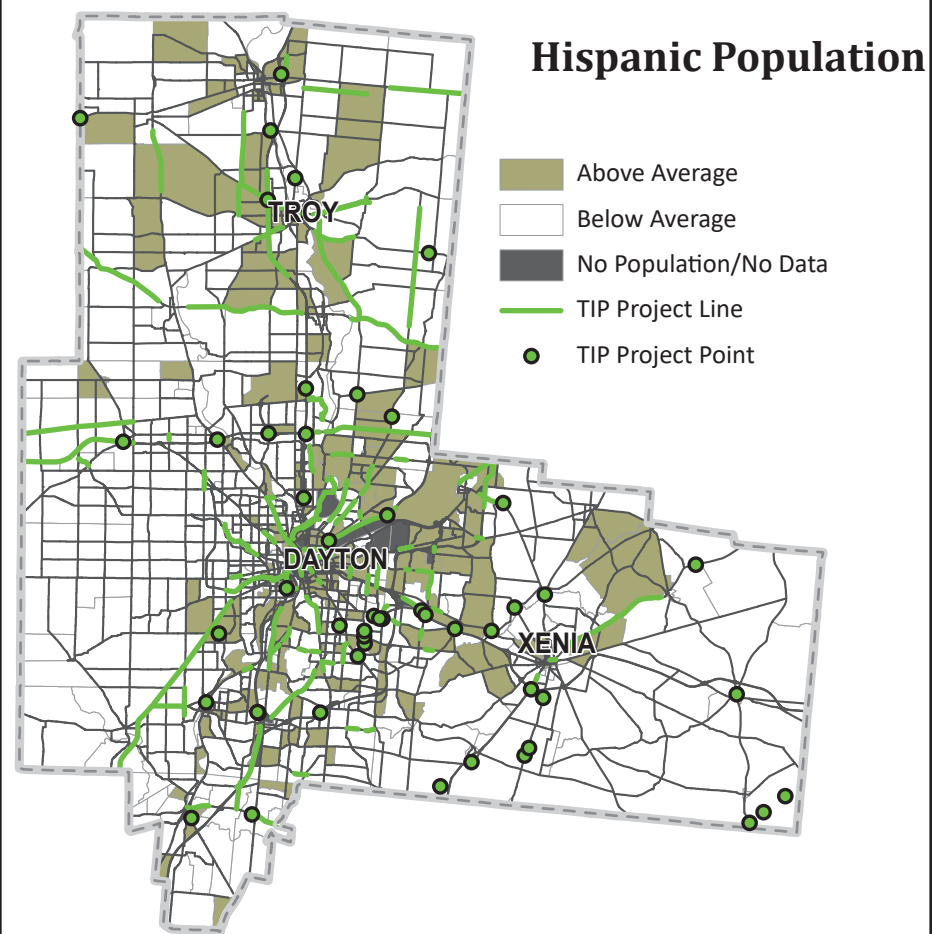 Hispanic Population
Above Average
Below Average
No Population/No Data
TIP Project Line
TIP Project Point
TROY
DAYTON
XENIA